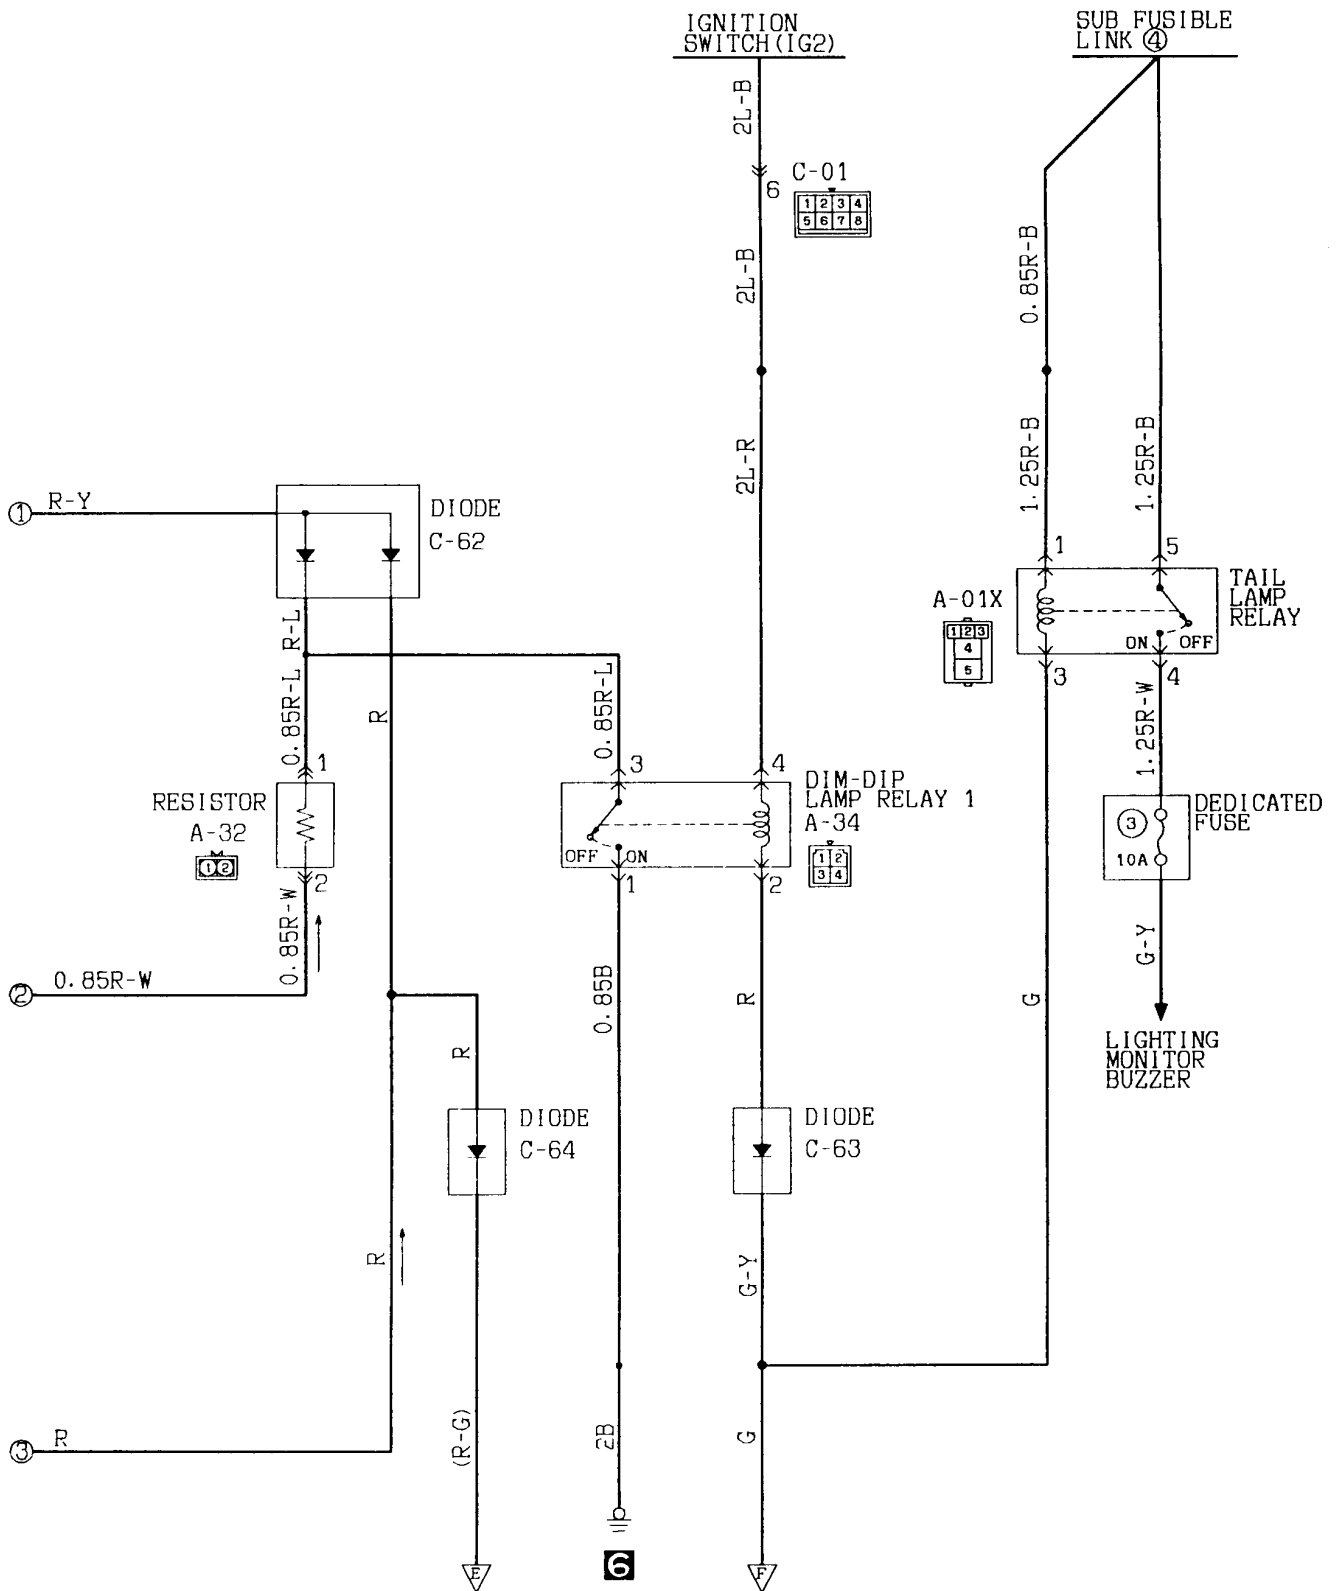 IGNITION
SWITCH(IG2)
SUB FUSIBLE
LINK ④
2L-B
6
C-01
1 2 3 4
5 6 7 8
2L-B
0.85R-B
2L-R
1.25R-B
1.25R-B
① R-Y
DIODE
C-62
1
5
TAIL
LAMP
RELAY
A-01X
1 2 3
4
5
ON OFF
3
4
R-L
0.85R-L
R
0.85R-L
1.25R-W
1
3
4
RESISTOR
A-32
1 2
DIM-DIP
LAMP RELAY 1
A-34
1 2
3 4
OFF ON
DEDICATED
FUSE
③
10A
2
1
2
0.85R-W
② 0.85R-W
0.85B
R
G
G-Y
LIGHTING
MONITOR
BUZZER
R
DIODE
C-64
DIODE
C-63
R
G-Y
③ R
(R-G)
2B
G
E
6
F